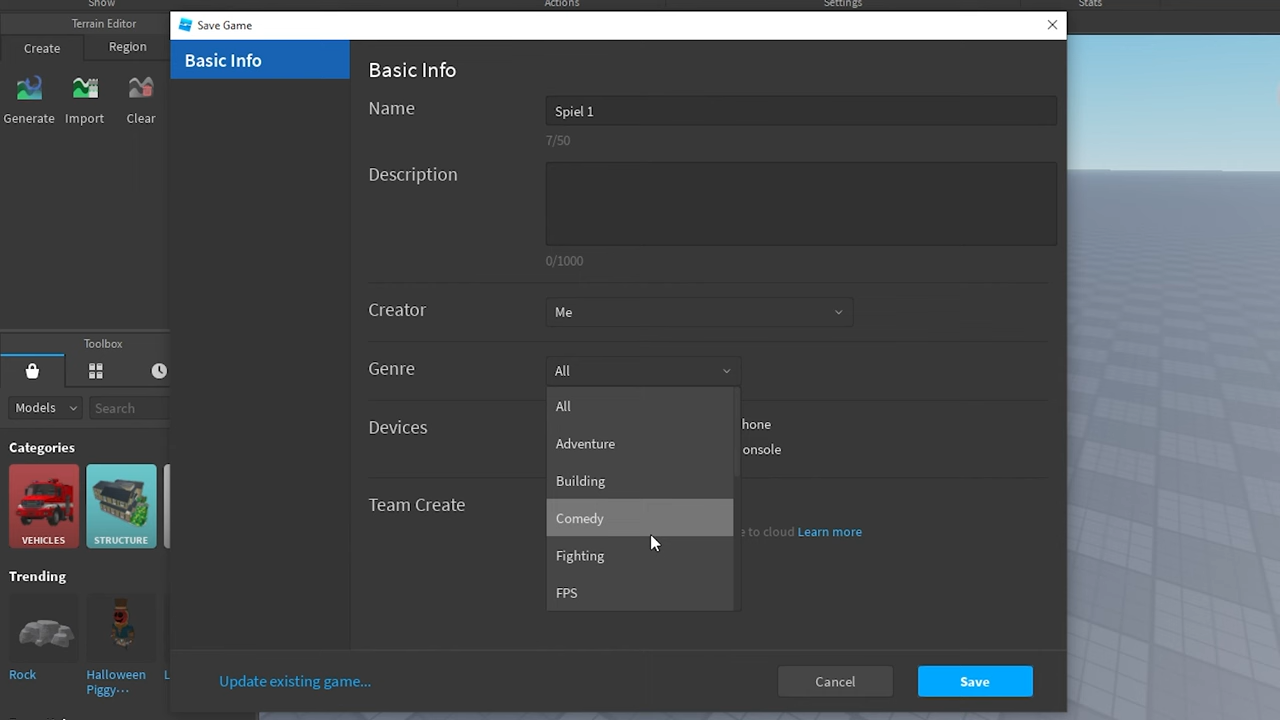 Show
Actions
Settings
Stats
Terrain Editor
Save Game
Create
Region
Basic Info
Basic Info
Generate
Import
Clear
Name
Spiel 1
7/50
Description
0/1000
Creator
Me
Toolbox
Genre
All
Models
Search
All
Adventure
Building
Comedy
Fighting
FPS
Devices
hone
onsole
Team Create
e to cloud Learn more
Categories
VEHICLES
STRUCTURE
Trending
Rock
Halloween
Piggy...
L
Update existing game...
Cancel
Save